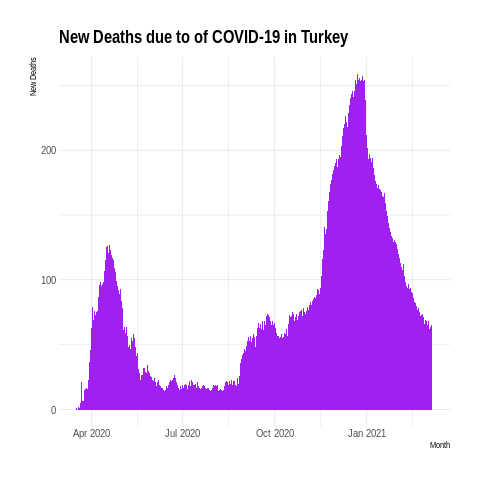 New Deaths due to of COVID-19 in Turkey
New Deaths
200
100
0
Apr 2020 Jul 2020 Oct 2020 Jan 2021
Month